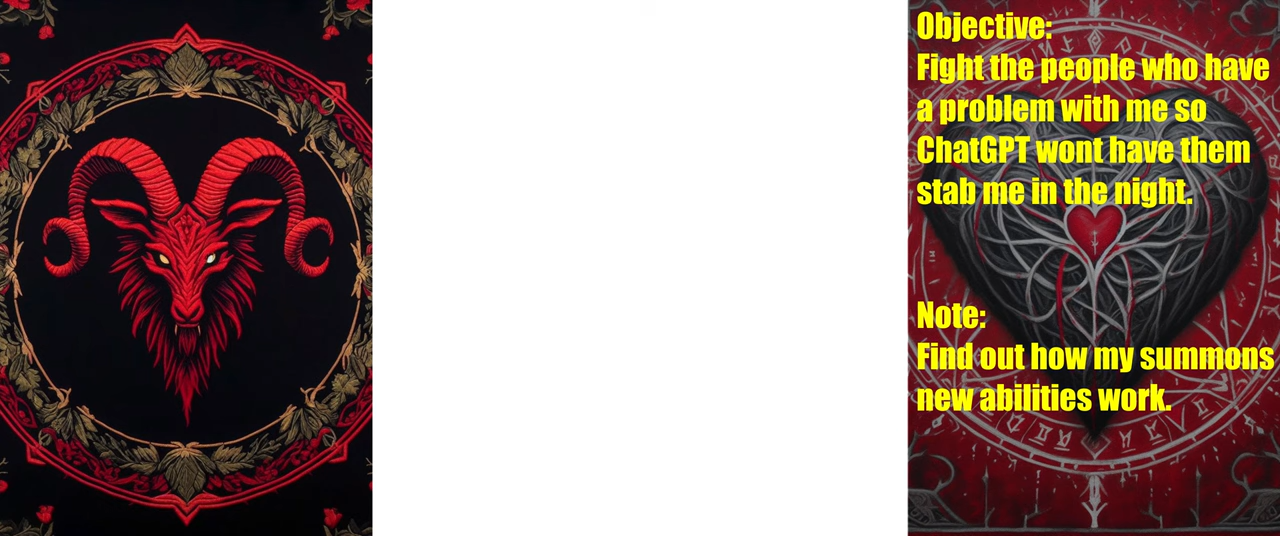 Objective:
Fight the people who have
a problem with me so
ChatGPT wont have them
stab me in the night.
Note:
Find out how my summons
new abilities work.